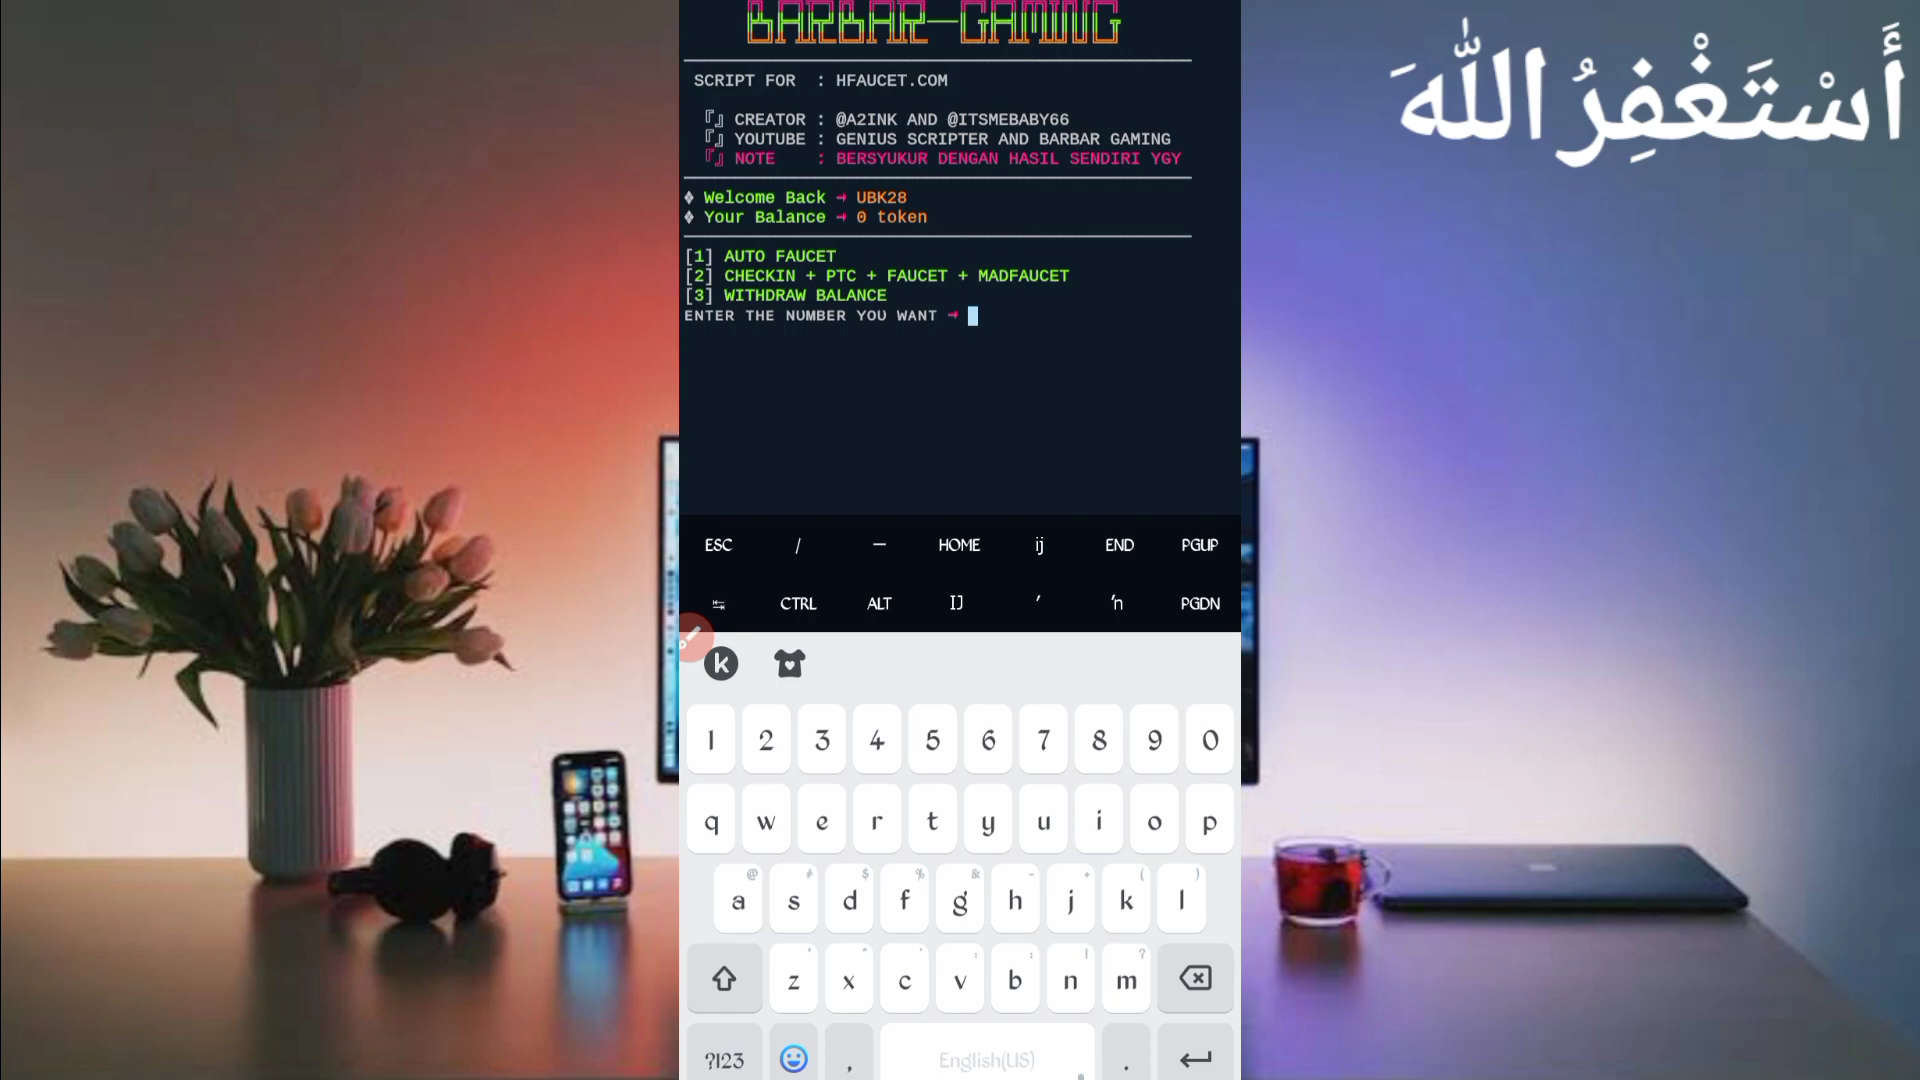 BARBAR—GAMING
أَسْتَغْفِرُ اللّٰهَ
SCRIPT FOR : HFAUCET.COM
『』 CREATOR : @A2INK AND @ITSMEBABY66
『』 YOUTUBE : GENIUS SCRIPTER AND BARBAR GAMING
『』 NOTE : BERSYUKUR DENGAN HASIL SENDIRI YGY
Welcome Back → UBK28
Your Balance → 0 token
[1] AUTO FAUCET
[2] CHECKIN + PTC + FAUCET + MADFAUCET
[3] WITHDRAW BALANCE
ENTER THE NUMBER YOU WANT →
ESC / — HOME ĳ END PGUP
↹ CTRL ALT ' ŉ PGDN
k
1 2 3 4 5 6 7 8 9 0
q w e r t y u i o p
@ # $ % & - + ( )
a s d f g h j k l
z x c v b n m
?123 , English(US) .